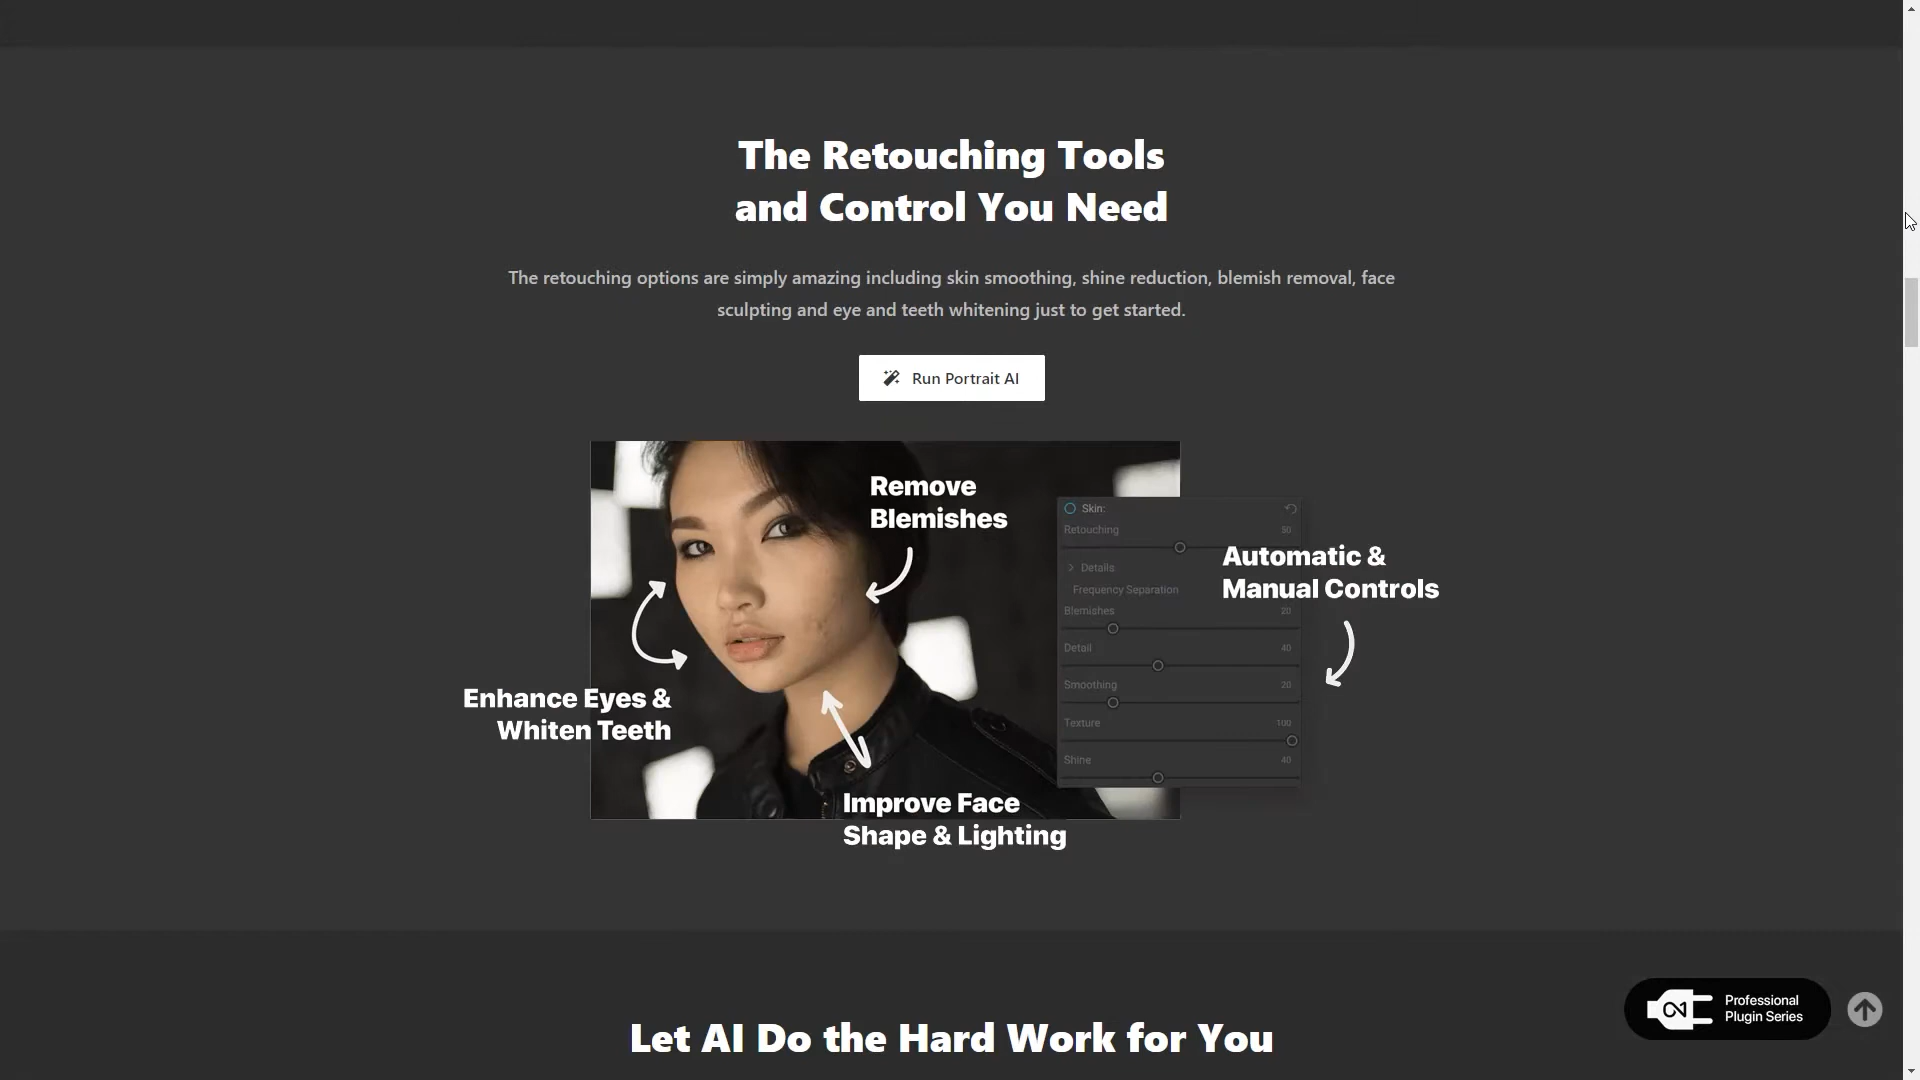 The Retouching Tools
and Control You Need
The retouching options are simply amazing including skin smoothing, shine reduction, blemish removal, face
sculpting and eye and teeth whitening just to get started.
Run Portrait AI
Remove
Blemishes
Skin:
Retouching 50
Automatic &
Manual Controls
Details
Frequency Separation
Blemishes 20
Detail 40
Smoothing 20
Texture 100
Shine 40
Enhance Eyes &
Whiten Teeth
Improve Face
Shape & Lighting
Professional
Plugin Series
Let AI Do the Hard Work for You